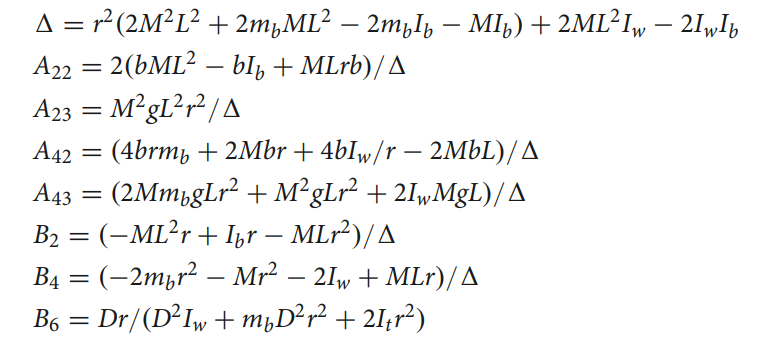 Δ = r²(2M²L² + 2m_bML² − 2m_bI_b − MI_b) + 2ML²I_w − 2I_wI_b
A₂₂ = 2(bML² − bI_b + MLrb)/Δ
A₂₃ = M²gL²r²/Δ
A₄₂ = (4brm_b + 2Mbr + 4bI_w/r − 2MbL)/Δ
A₄₃ = (2Mm_bgLr² + M²gLr² + 2I_wMgL)/Δ
B₂ = (−ML²r + I_br − MLr²)/Δ
B₄ = (−2m_br² − Mr² − 2I_w + MLr)/Δ
B₆ = Dr/(D²I_w + m_bD²r² + 2I_tr²)